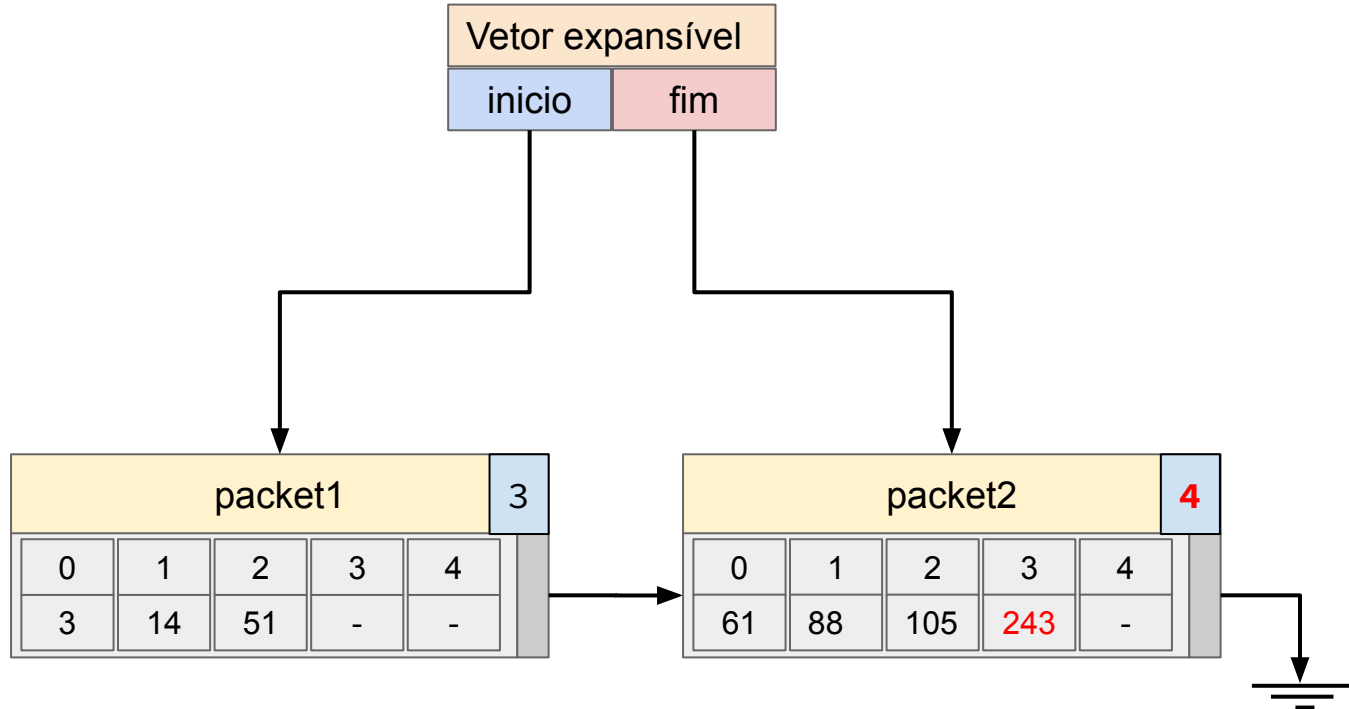 Vetor expansível
inicio fim
packet1 3 packet2 4
0 1 2 3 4 0 1 2 3 4
3 14 51 - - 61 88 105 243 -